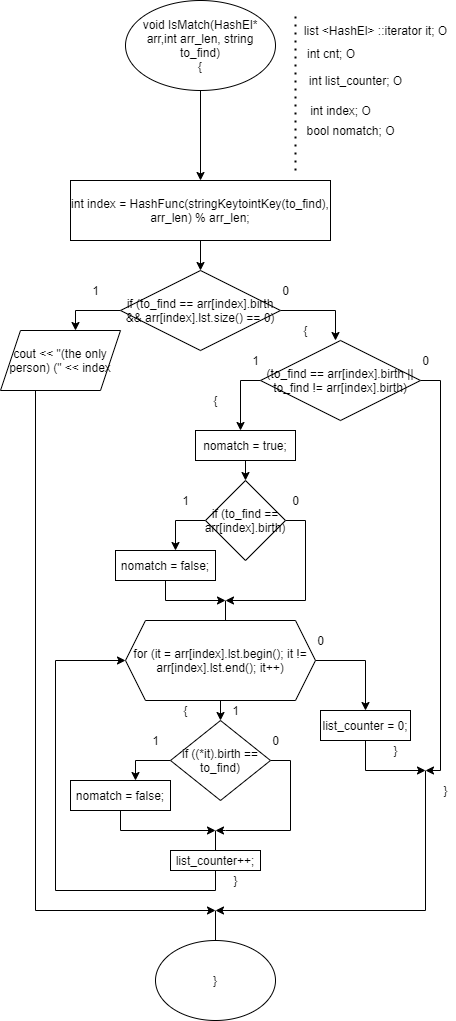 void IsMatch(HashEl*
arr,int arr_len, string
to_find)
{
list <HashEl> ::iterator it; O
int cnt; O
int list_counter; O
int index; O
bool nomatch; O
int index = HashFunc(stringKeytointKey(to_find),
arr_len) % arr_len;
1
0
if (to_find == arr[index].birth
&& arr[index].lst.size() == 0)
{
cout << "(the only
person) (" << index
1
0
(to_find == arr[index].birth ||
to_find != arr[index].birth)
{
nomatch = true;
1
0
if (to_find ==
arr[index].birth)
nomatch = false;
0
for (it = arr[index].lst.begin(); it !=
arr[index].lst.end(); it++)
{
1
list_counter = 0;
1
0
if ((*it).birth ==
to_find)
}
nomatch = false;
}
list_counter++;
}
}